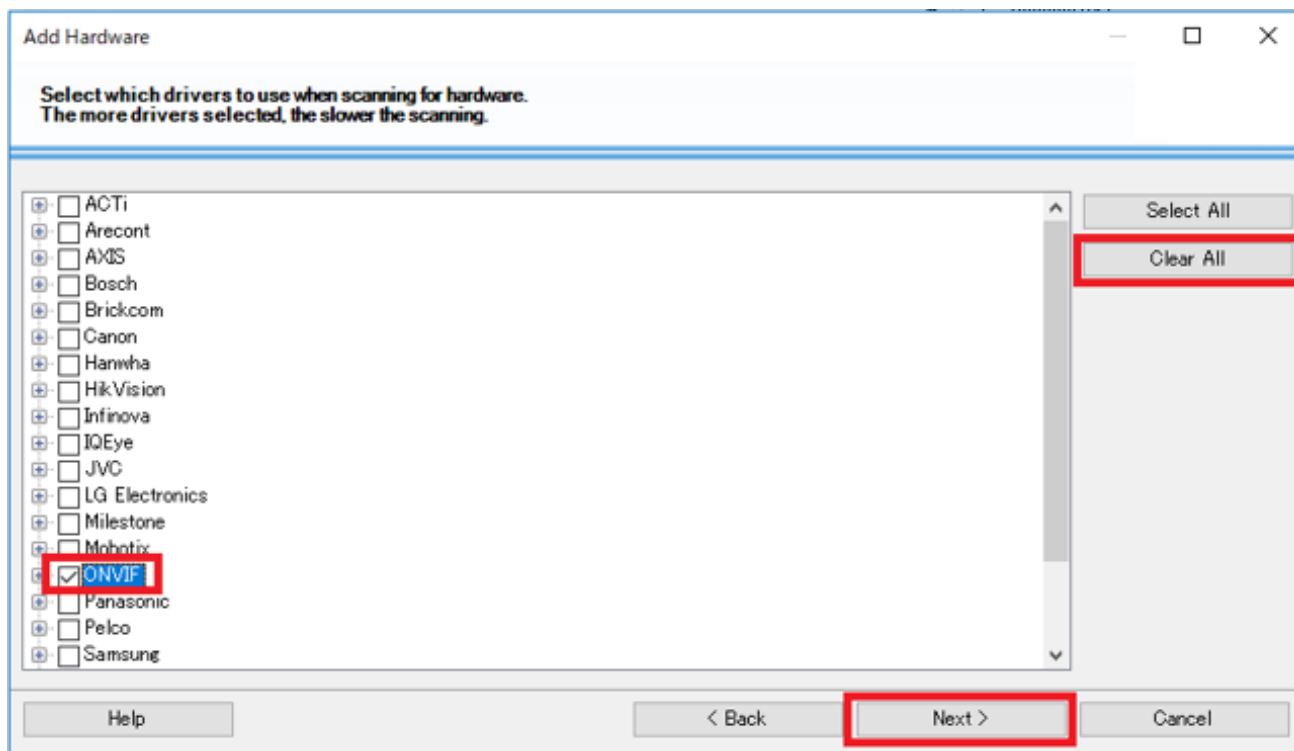 Add Hardware
Select which drivers to use when scanning for hardware.
The more drivers selected, the slower the scanning.
ACTi
Arecont
AXIS
Bosch
Brickcom
Canon
Hanwha
HikVision
Infinova
IQEye
JVC
LG Electronics
Milestone
Mobotix
ONVIF
Panasonic
Pelco
Samsung
Select All
Clear All
Help
< Back
Next >
Cancel